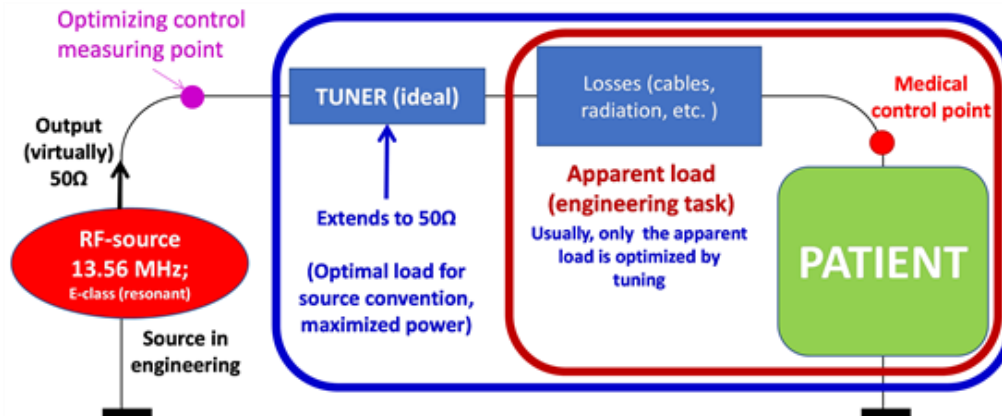 Optimizing control
measuring point
Output
(virtually)
50Ω
RF-source
13.56 MHz;
E-class (resonant)
Source in
engineering
TUNER (ideal)
Extends to 50Ω
(Optimal load for
source convention,
maximized power)
Losses (cables,
radiation, etc. )
Apparent load
(engineering task)
Usually, only the apparent
load is optimized by
tuning
Medical
control point
PATIENT